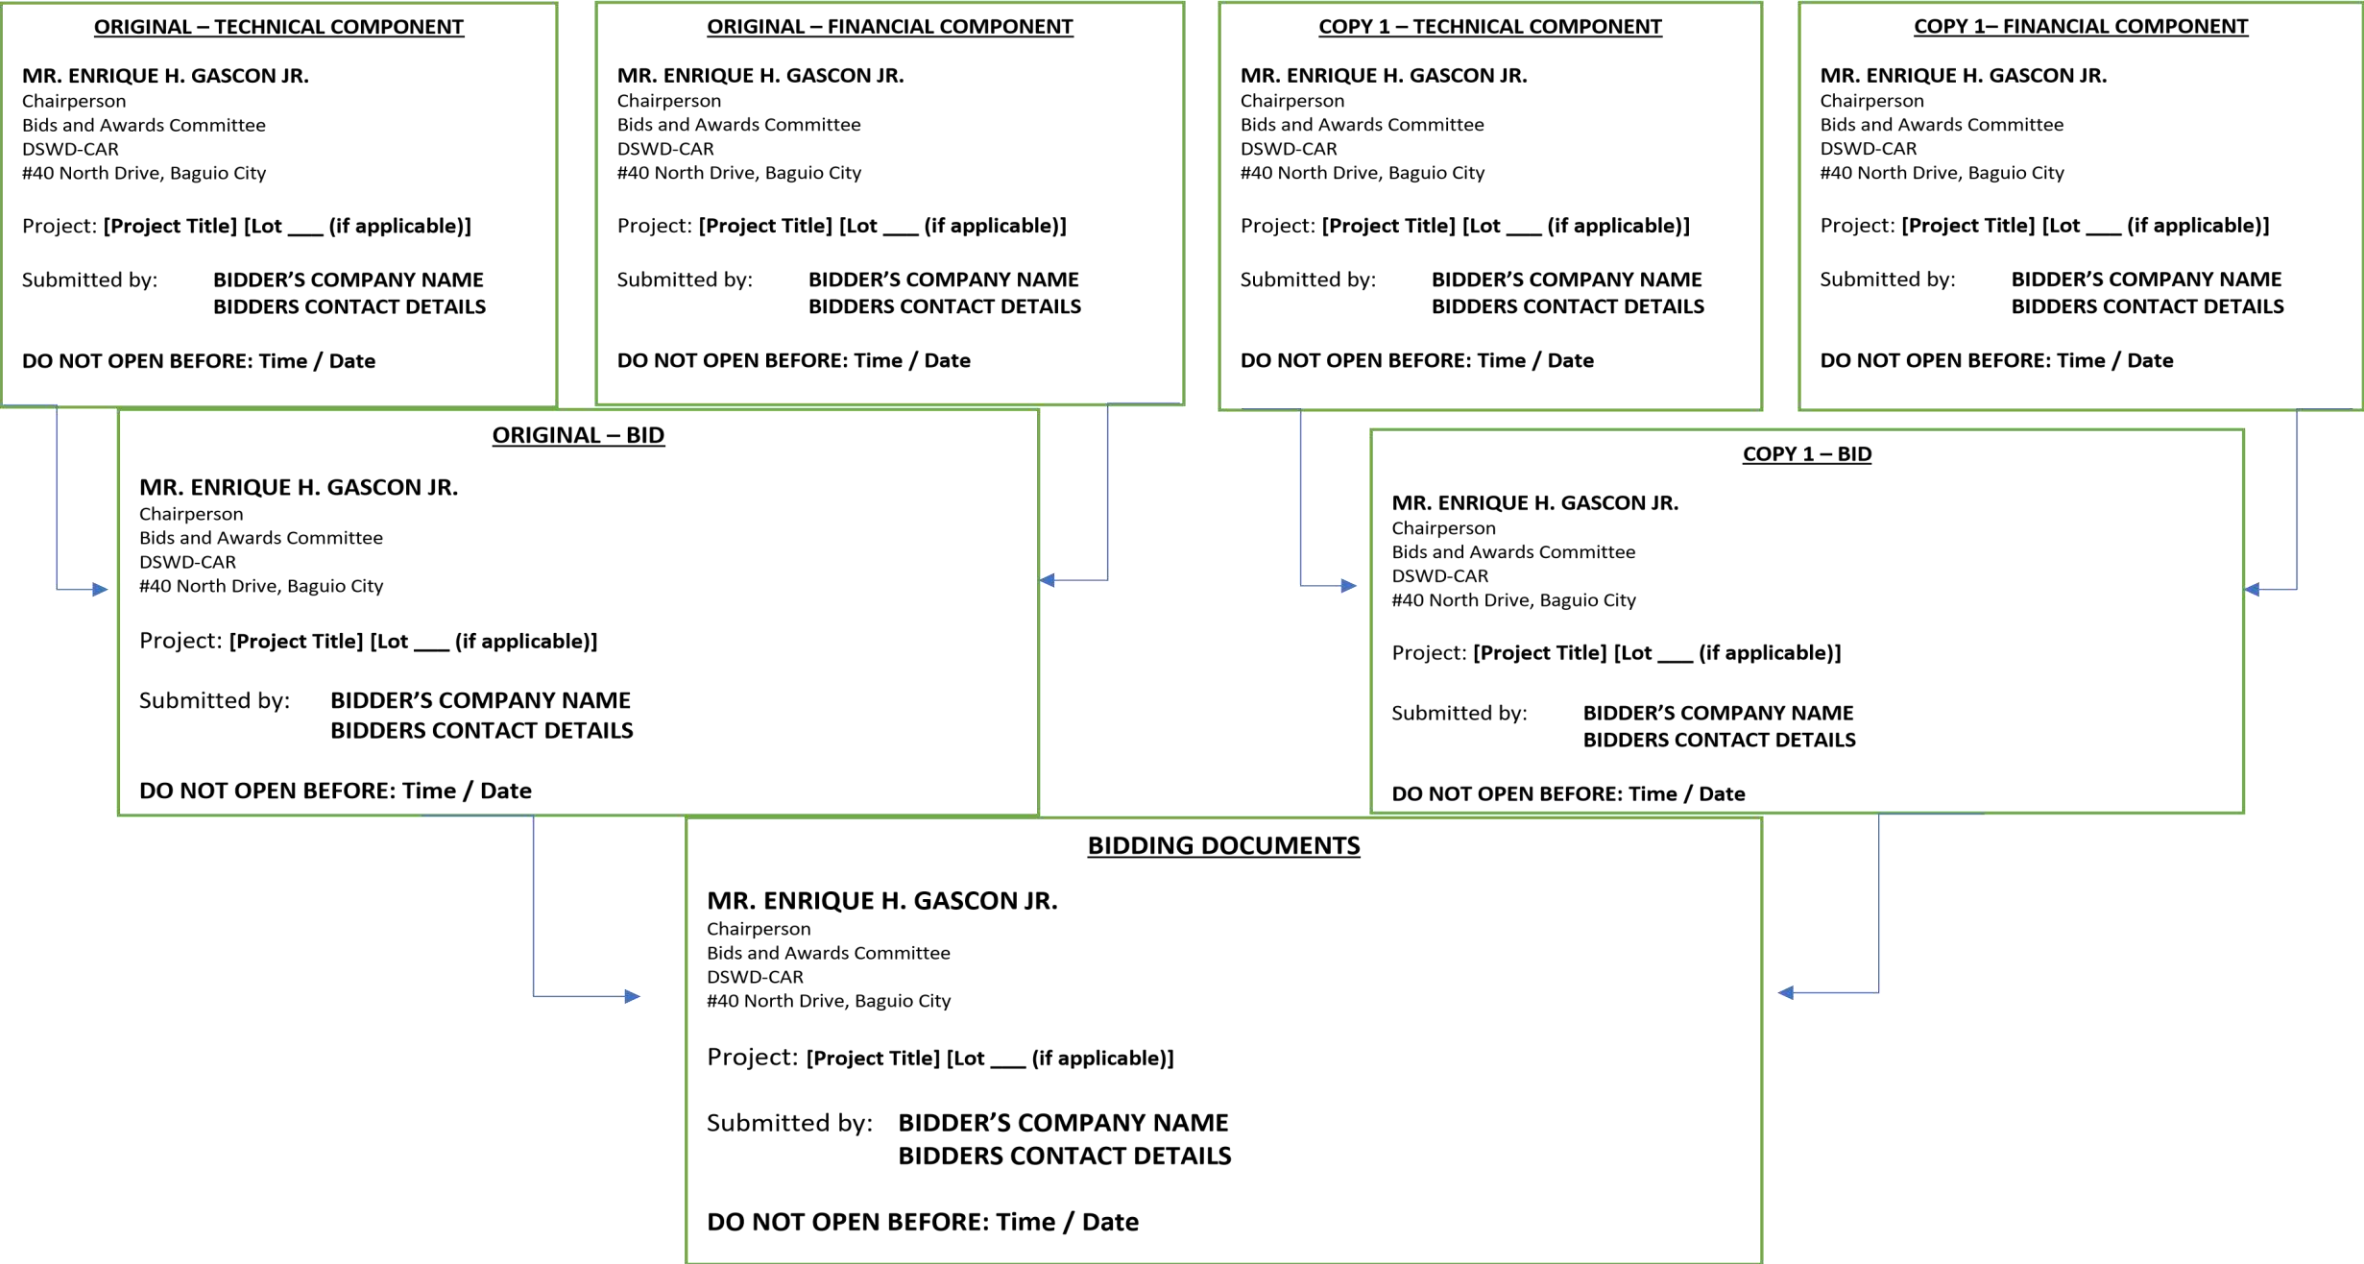 ORIGINAL – TECHNICAL COMPONENT
MR. ENRIQUE H. GASCON JR.
Chairperson
Bids and Awards Committee
DSWD-CAR
#40 North Drive, Baguio City
Project: [Project Title] [Lot ___ (if applicable)]
Submitted by: BIDDER’S COMPANY NAME
BIDDERS CONTACT DETAILS
DO NOT OPEN BEFORE: Time / Date
ORIGINAL – FINANCIAL COMPONENT
MR. ENRIQUE H. GASCON JR.
Chairperson
Bids and Awards Committee
DSWD-CAR
#40 North Drive, Baguio City
Project: [Project Title] [Lot ___ (if applicable)]
Submitted by: BIDDER’S COMPANY NAME
BIDDERS CONTACT DETAILS
DO NOT OPEN BEFORE: Time / Date
COPY 1 – TECHNICAL COMPONENT
MR. ENRIQUE H. GASCON JR.
Chairperson
Bids and Awards Committee
DSWD-CAR
#40 North Drive, Baguio City
Project: [Project Title] [Lot ___ (if applicable)]
Submitted by: BIDDER’S COMPANY NAME
BIDDERS CONTACT DETAILS
DO NOT OPEN BEFORE: Time / Date
COPY 1– FINANCIAL COMPONENT
MR. ENRIQUE H. GASCON JR.
Chairperson
Bids and Awards Committee
DSWD-CAR
#40 North Drive, Baguio City
Project: [Project Title] [Lot ___ (if applicable)]
Submitted by: BIDDER’S COMPANY NAME
BIDDERS CONTACT DETAILS
DO NOT OPEN BEFORE: Time / Date
ORIGINAL – BID
MR. ENRIQUE H. GASCON JR.
Chairperson
Bids and Awards Committee
DSWD-CAR
#40 North Drive, Baguio City
Project: [Project Title] [Lot ___ (if applicable)]
Submitted by: BIDDER’S COMPANY NAME
BIDDERS CONTACT DETAILS
DO NOT OPEN BEFORE: Time / Date
COPY 1 – BID
MR. ENRIQUE H. GASCON JR.
Chairperson
Bids and Awards Committee
DSWD-CAR
#40 North Drive, Baguio City
Project: [Project Title] [Lot ___ (if applicable)]
Submitted by: BIDDER’S COMPANY NAME
BIDDERS CONTACT DETAILS
DO NOT OPEN BEFORE: Time / Date
BIDDING DOCUMENTS
MR. ENRIQUE H. GASCON JR.
Chairperson
Bids and Awards Committee
DSWD-CAR
#40 North Drive, Baguio City
Project: [Project Title] [Lot ___ (if applicable)]
Submitted by: BIDDER’S COMPANY NAME
BIDDERS CONTACT DETAILS
DO NOT OPEN BEFORE: Time / Date